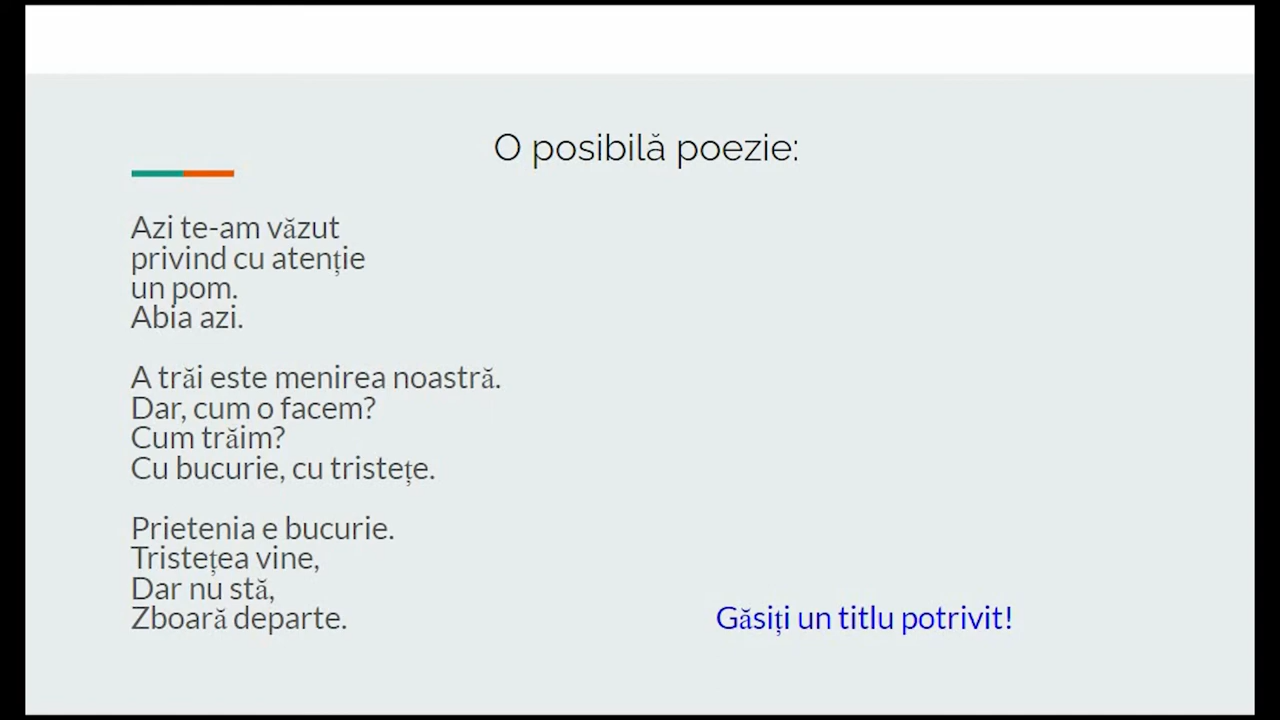 O posibilă poezie:
Azi te-am văzut
privind cu atenție
un pom.
Abia azi.
A trăi este menirea noastră.
Dar, cum o facem?
Cum trăim?
Cu bucurie, cu tristețe.
Prietenia e bucurie.
Tristețea vine,
Dar nu stă,
Zboară departe.
Găsiți un titlu potrivit!